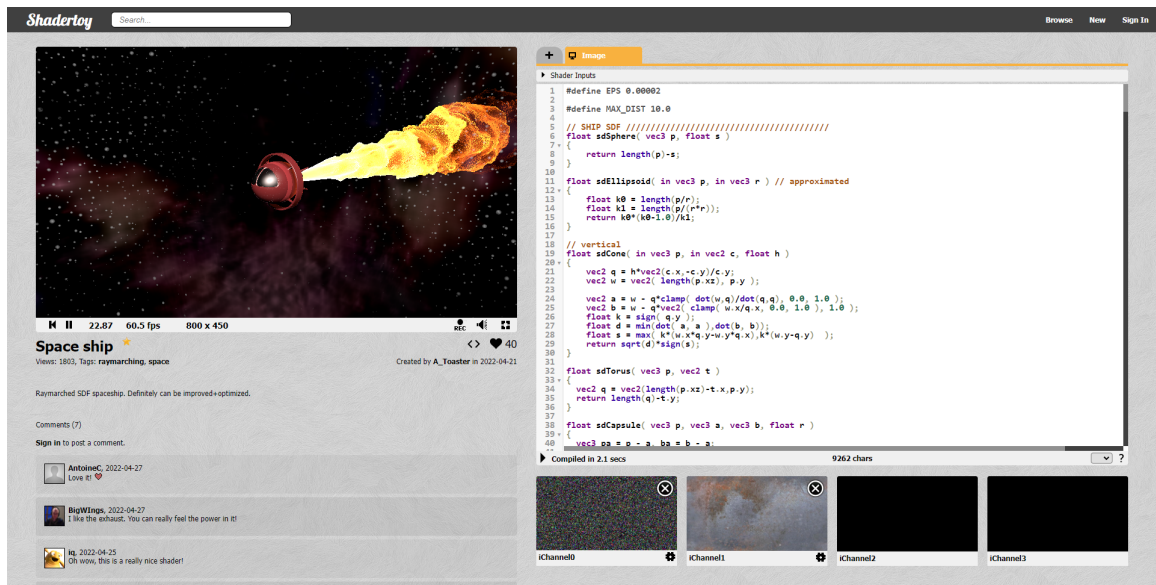 Shadertoy
Search...
Browse New Sign In
22.87 60.5 fps 800 x 450 REC
Space ship
<> 40
Views: 1803, Tags: raymarching, space
Created by A_Toaster in 2022-04-21
Raymarched SDF spaceship. Definitely can be improved+optimized.
Comments (7)
Sign in to post a comment.
AntoineC, 2022-04-27
Love it!
BigWIngs, 2022-04-27
I like the exhaust. You can really feel the power in it!
iq, 2022-04-25
Oh wow, this is a really nice shader!
+ Image
Shader Inputs
1 #define EPS 0.00002
2
3 #define MAX_DIST 10.0
4
5 // SHIP SDF /////////////////////////////////////////
6 float sdSphere( vec3 p, float s )
7 {
8 return length(p)-s;
9 }
10
11 float sdEllipsoid( in vec3 p, in vec3 r ) // approximated
12 {
13 float k0 = length(p/r);
14 float k1 = length(p/(r*r));
15 return k0*(k0-1.0)/k1;
16 }
17
18 // vertical
19 float sdCone( in vec3 p, in vec2 c, float h )
20 {
21 vec2 q = h*vec2(c.x,-c.y)/c.y;
22 vec2 w = vec2( length(p.xz), p.y );
23
24 vec2 a = w - q*clamp( dot(w,q)/dot(q,q), 0.0, 1.0 );
25 vec2 b = w - q*vec2( clamp( w.x/q.x, 0.0, 1.0 ), 1.0 );
26 float k = sign( q.y );
27 float d = min(dot( a, a ),dot(b, b));
28 float s = max( k*(w.x*q.y-w.y*q.x),k*(w.y-q.y) );
29 return sqrt(d)*sign(s);
30 }
31
32 float sdTorus( vec3 p, vec2 t )
33 {
34 vec2 q = vec2(length(p.xz)-t.x,p.y);
35 return length(q)-t.y;
36 }
37
38 float sdCapsule( vec3 p, vec3 a, vec3 b, float r )
39 {
40 vec3 pa = p - a, ba = b - a;
Compiled in 2.1 secs
9262 chars
?
iChannel0
iChannel1
iChannel2
iChannel3